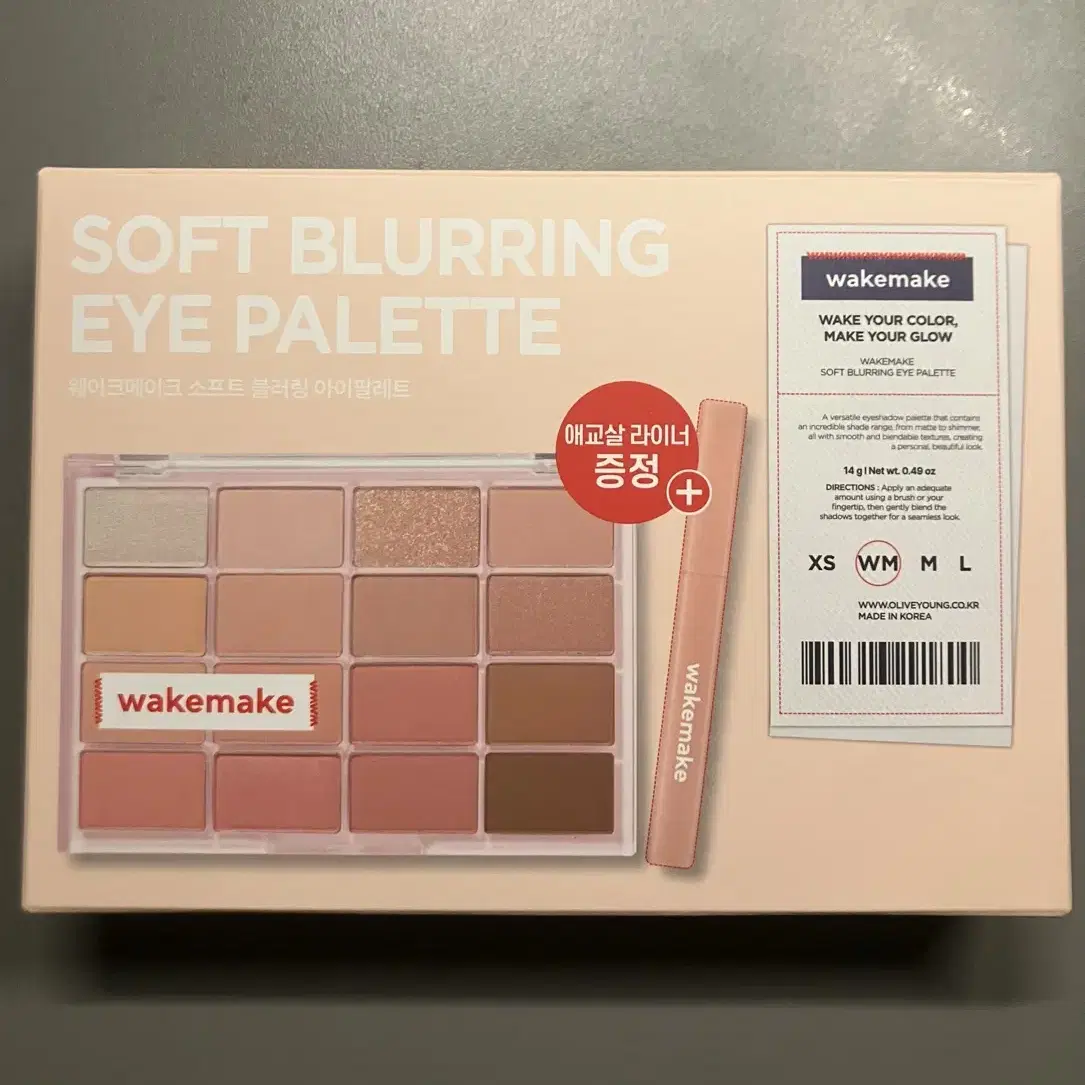 SOFT BLURRING
EYE PALETTE
웨이크메이크 소프트 블러링 아이팔레트
애교살 라이너
증정
+
wakemake
wakemake
wakemake
WAKE YOUR COLOR,
MAKE YOUR GLOW
WAKEMAKE
SOFT BLURRING EYE PALETTE
A versatile eyeshadow palette that contains
an incredible shade range, from matte to shimmer,
all with smooth and blendable textures, creating
a personal, beautiful look.
14 g l Net wt. 0.49 oz
DIRECTIONS : Apply an adequate
amount using a brush or your
fingertip, then gently blend the
shadows together for a seamless look.
XS WM M L
WWW.OLIVEYOUNG.CO.KR
MADE IN KOREA